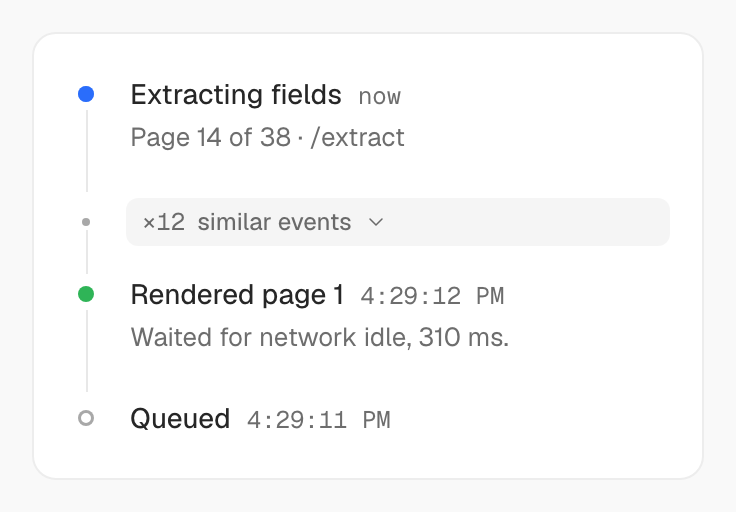 Extracting fields now
Page 14 of 38 · /extract
×12 similar events
Rendered page 1 4:29:12 PM
Waited for network idle, 310 ms.
Queued 4:29:11 PM